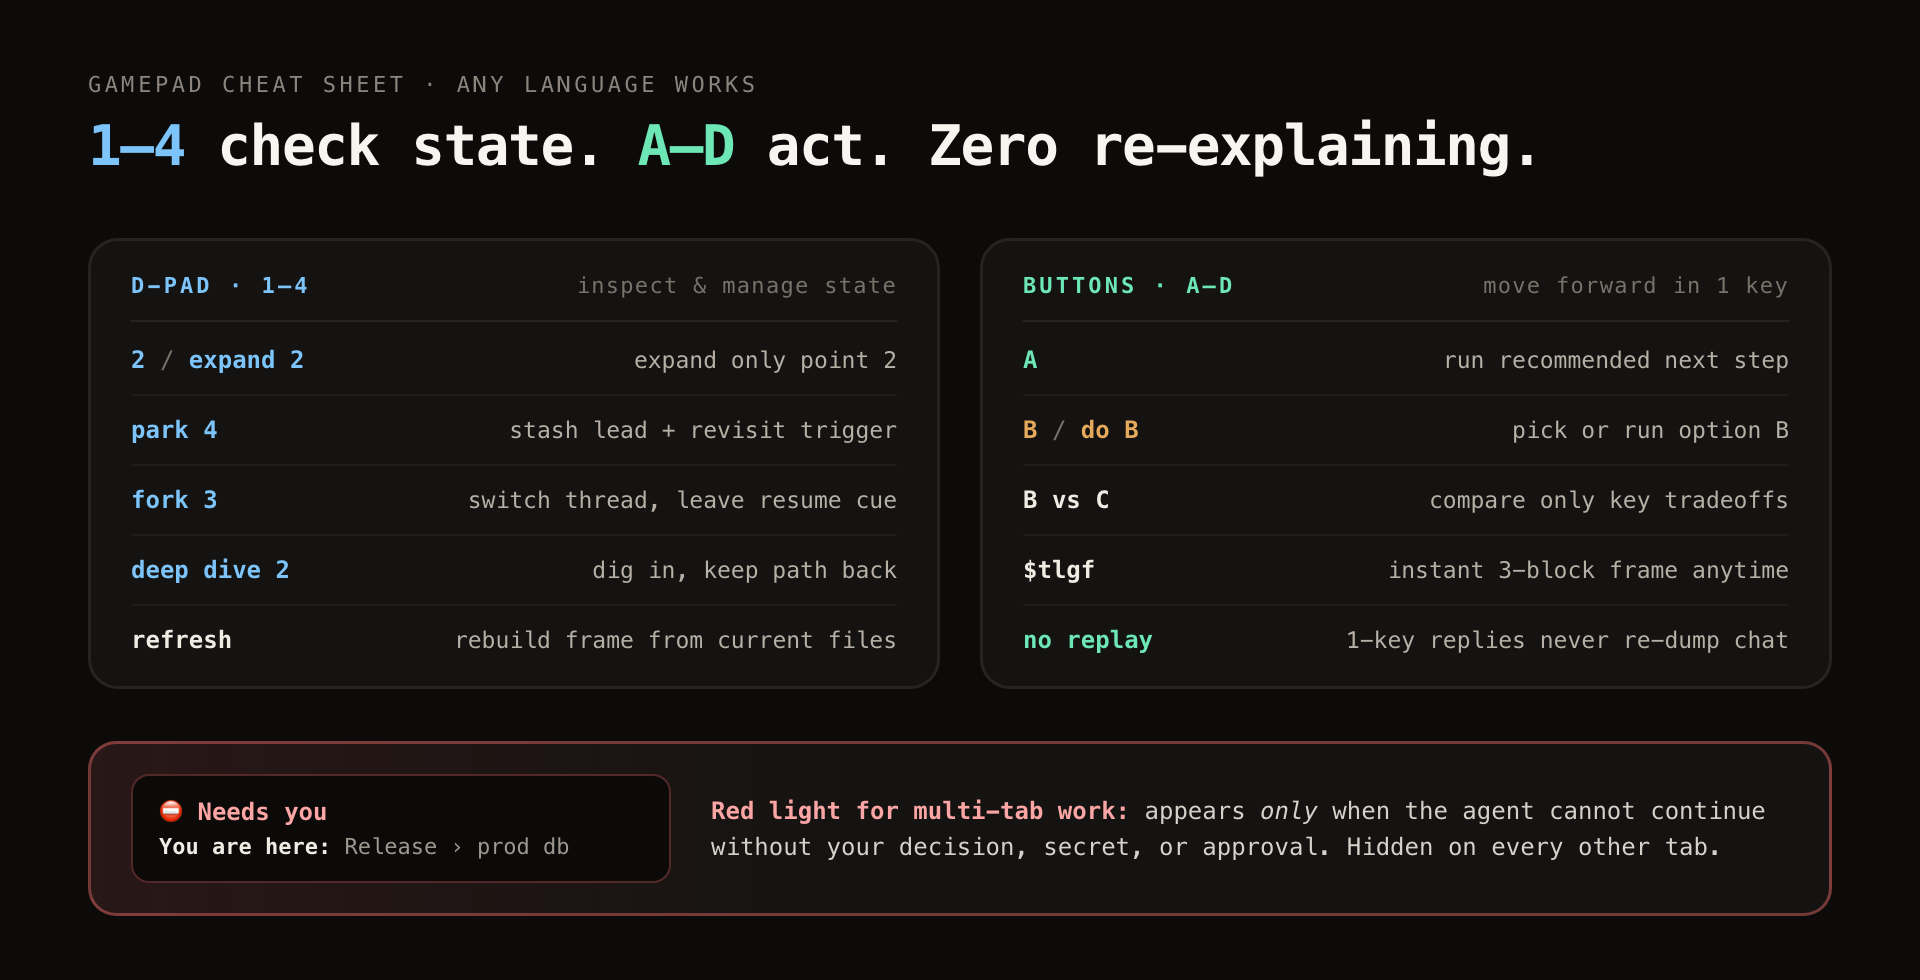 GAMEPAD CHEAT SHEET · ANY LANGUAGE WORKS
1–4 check state. A–D act. Zero re-explaining.
D-PAD · 1–4 inspect & manage state
2 / expand 2 expand only point 2
park 4 stash lead + revisit trigger
fork 3 switch thread, leave resume cue
deep dive 2 dig in, keep path back
refresh rebuild frame from current files
BUTTONS · A–D move forward in 1 key
A run recommended next step
B / do B pick or run option B
B vs C compare only key tradeoffs
$tlgf instant 3-block frame anytime
no replay 1-key replies never re-dump chat
⛔ Needs you
You are here: Release › prod db
Red light for multi-tab work: appears only when the agent cannot continue
without your decision, secret, or approval. Hidden on every other tab.